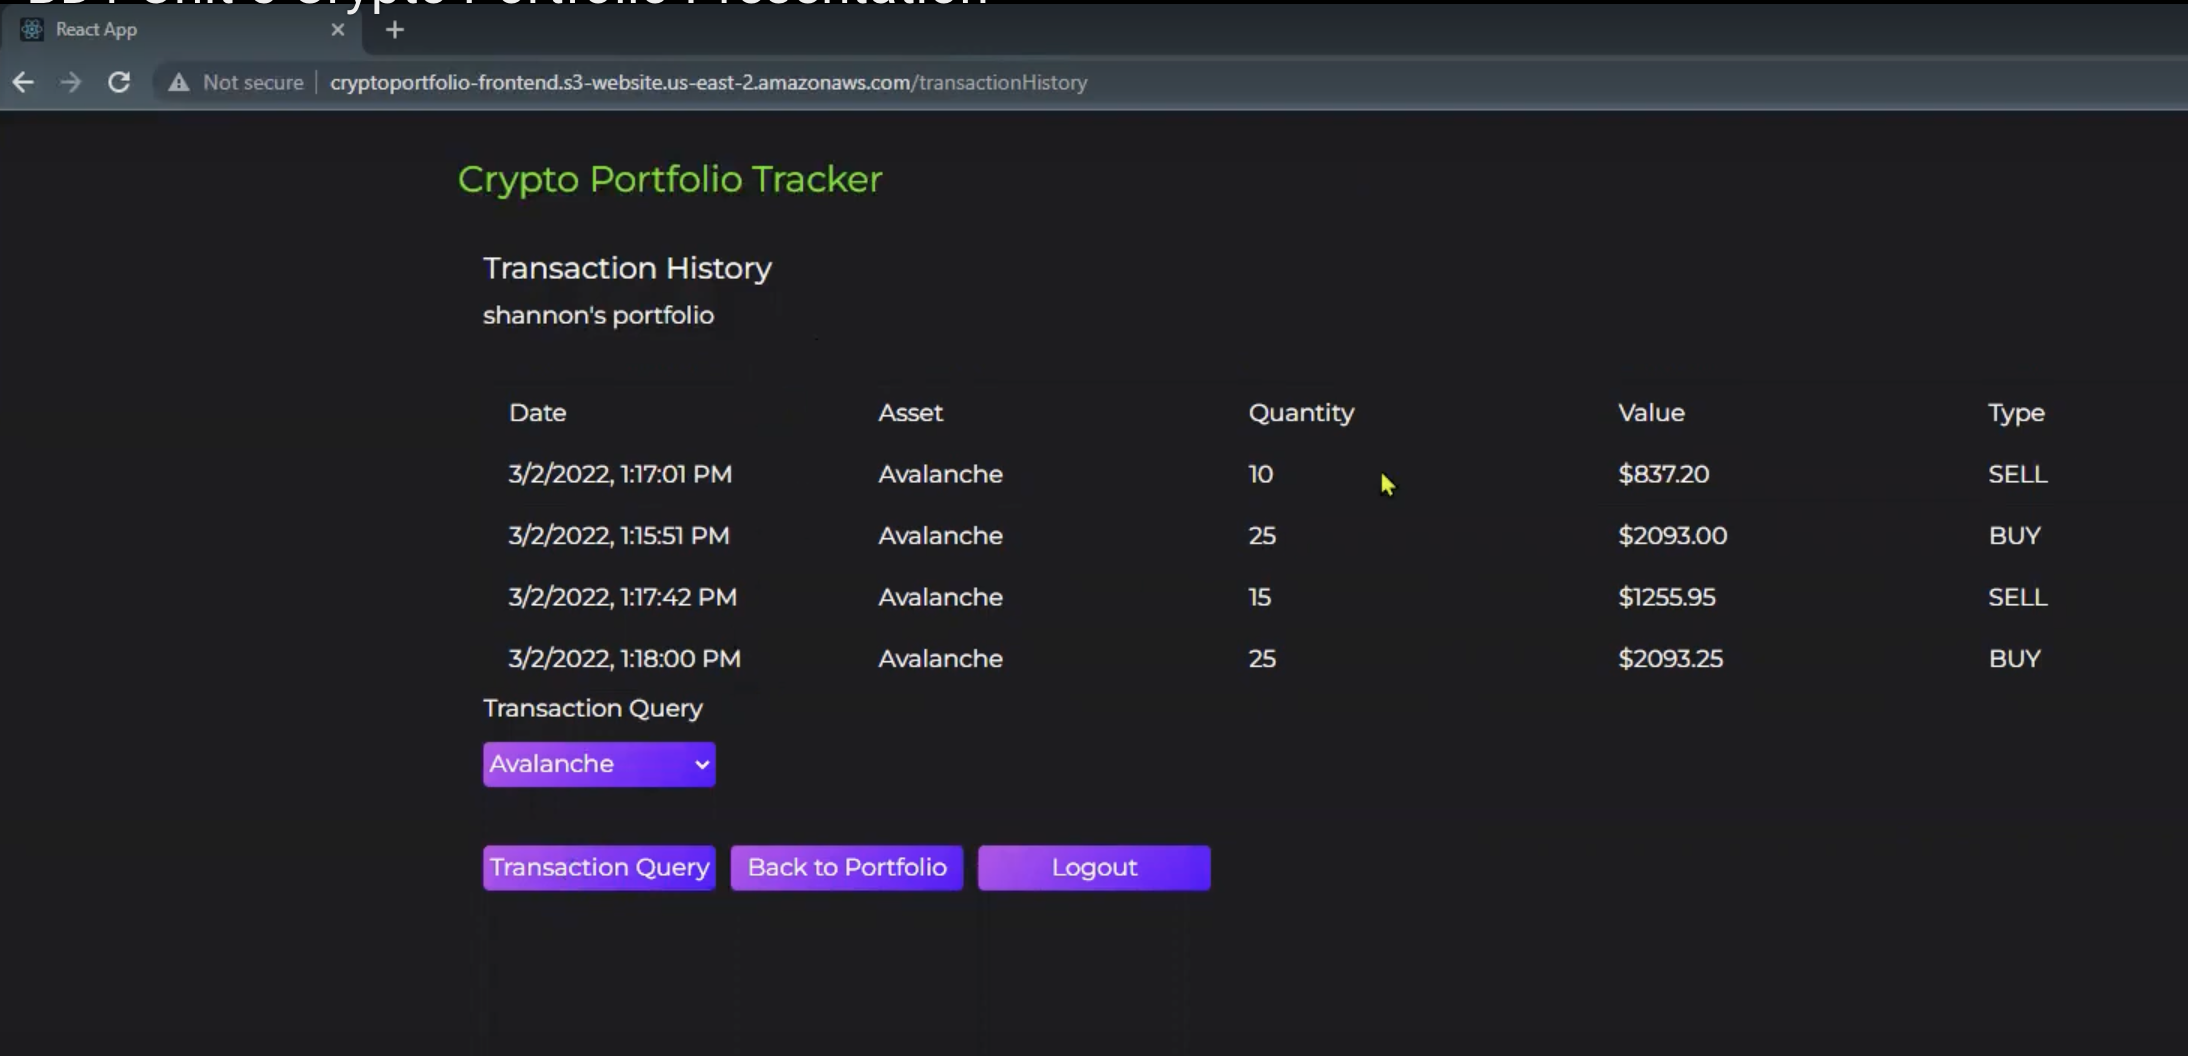 Crypto Portfolio Presentation
React App
Not secure | cryptoportfolio-frontend.s3-website.us-east-2.amazonaws.com/transactionHistory
Crypto Portfolio Tracker
Transaction History
shannon's portfolio
Date Asset Quantity Value Type
3/2/2022, 1:17:01 PM Avalanche 10 $837.20 SELL
3/2/2022, 1:15:51 PM Avalanche 25 $2093.00 BUY
3/2/2022, 1:17:42 PM Avalanche 15 $1255.95 SELL
3/2/2022, 1:18:00 PM Avalanche 25 $2093.25 BUY
Transaction Query
Avalanche
Transaction Query Back to Portfolio Logout